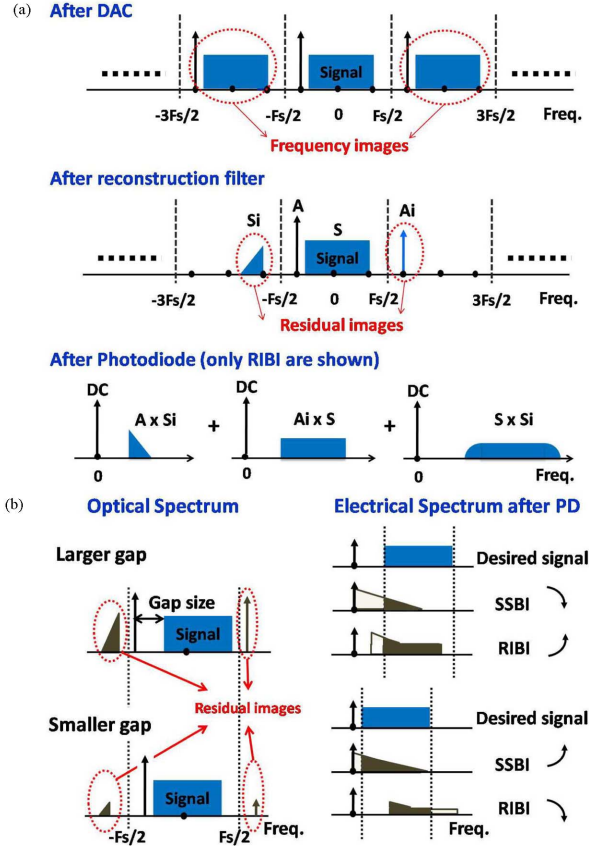 (a)
After DAC
Signal
-3Fs/2 -Fs/2 0 Fs/2 3Fs/2 Freq.
Frequency images
After reconstruction filter
Si A S Ai
Signal
-3Fs/2 -Fs/2 0 Fs/2 3Fs/2 Freq.
Residual images
After Photodiode (only RIBI are shown)
DC A x Si + DC Ai x S + DC S x Si
0 0 0 Freq.
(b)
Optical Spectrum
Larger gap
Gap size
Signal
Residual images
Smaller gap
Signal
-Fs/2 Fs/2 Freq.
Electrical Spectrum after PD
Desired signal
SSBI
RIBI
Desired signal
SSBI
RIBI
Freq.